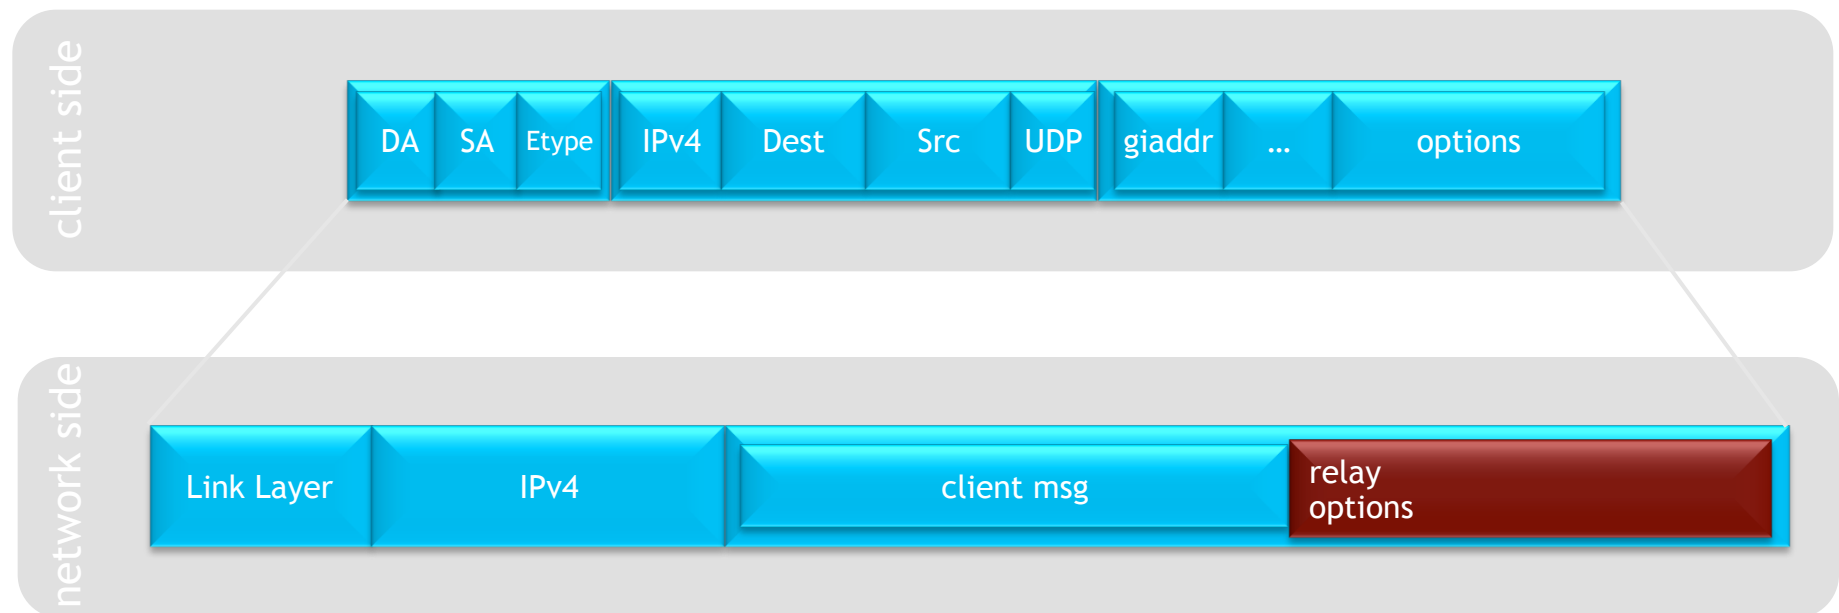 client side
DA SA Etype IPv4 Dest Src UDP giaddr ... options
network side
Link Layer IPv4 client msg relay
options